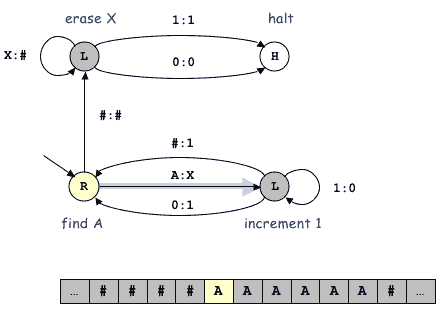 erase X 1:1 halt
X:# L 0:0 H
#:#
#:1
R A:X L 1:0
0:1
find A increment 1
... # # # # A A A A A A # ...